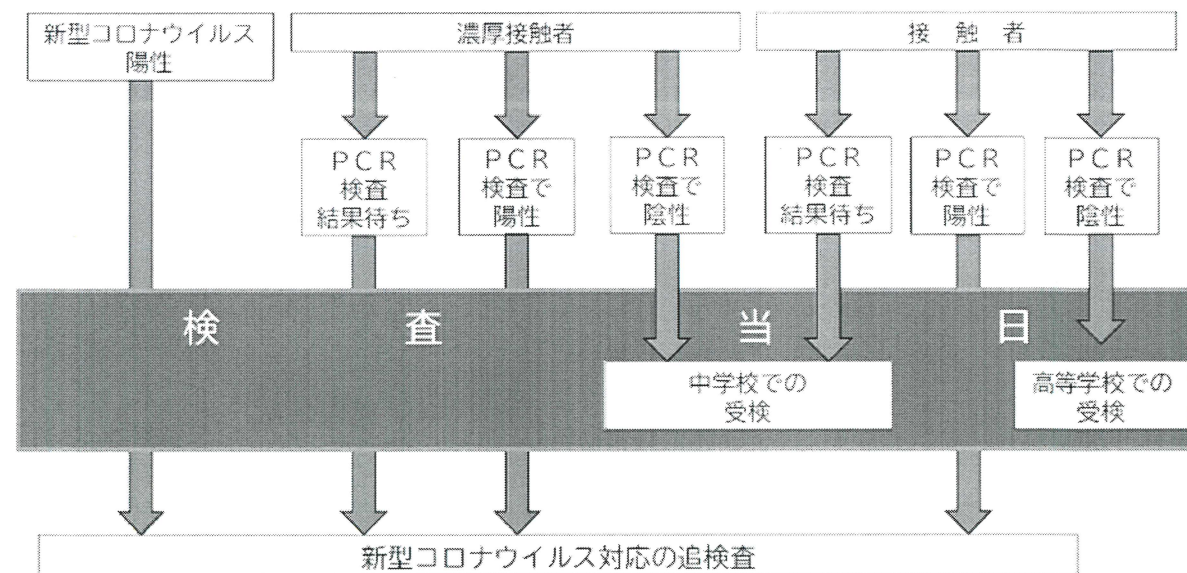 新型コロナウイルス
陽性
濃厚接触者
接 触 者
PCR
検査
結果待ち
PCR
検査で
陽性
PCR
検査で
陰性
PCR
検査
結果待ち
PCR
検査で
陽性
PCR
検査で
陰性
検 査 当 日
中学校での
受検
高等学校での
受検
新型コロナウイルス対応の追検査